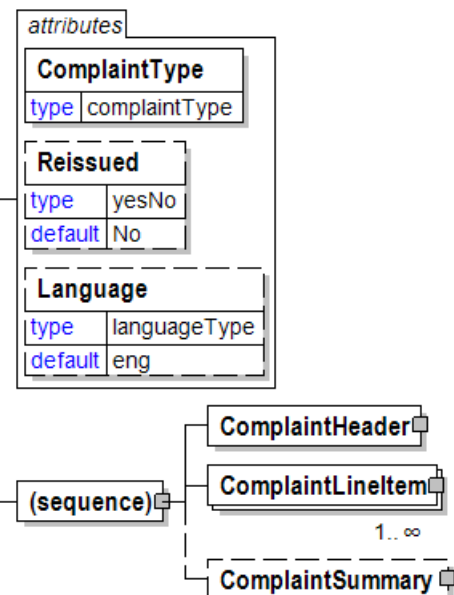 attributes
ComplaintType
type complaintType
Reissued
type yesNo
default No
Language
type languageType
default eng
ComplaintHeader
ComplaintLineItem
(sequence)
1.. ∞
ComplaintSummary